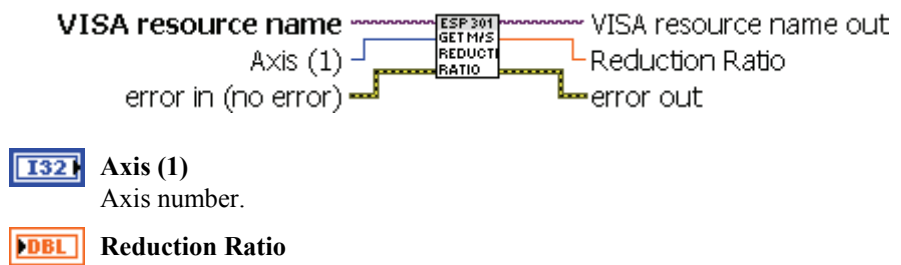 VISA resource name
ESP 301
GET M/S
REDUCTI
RATIO
VISA resource name out
Axis (1)
Reduction Ratio
error in (no error)
error out
I32
Axis (1)
Axis number.
DBL
Reduction Ratio